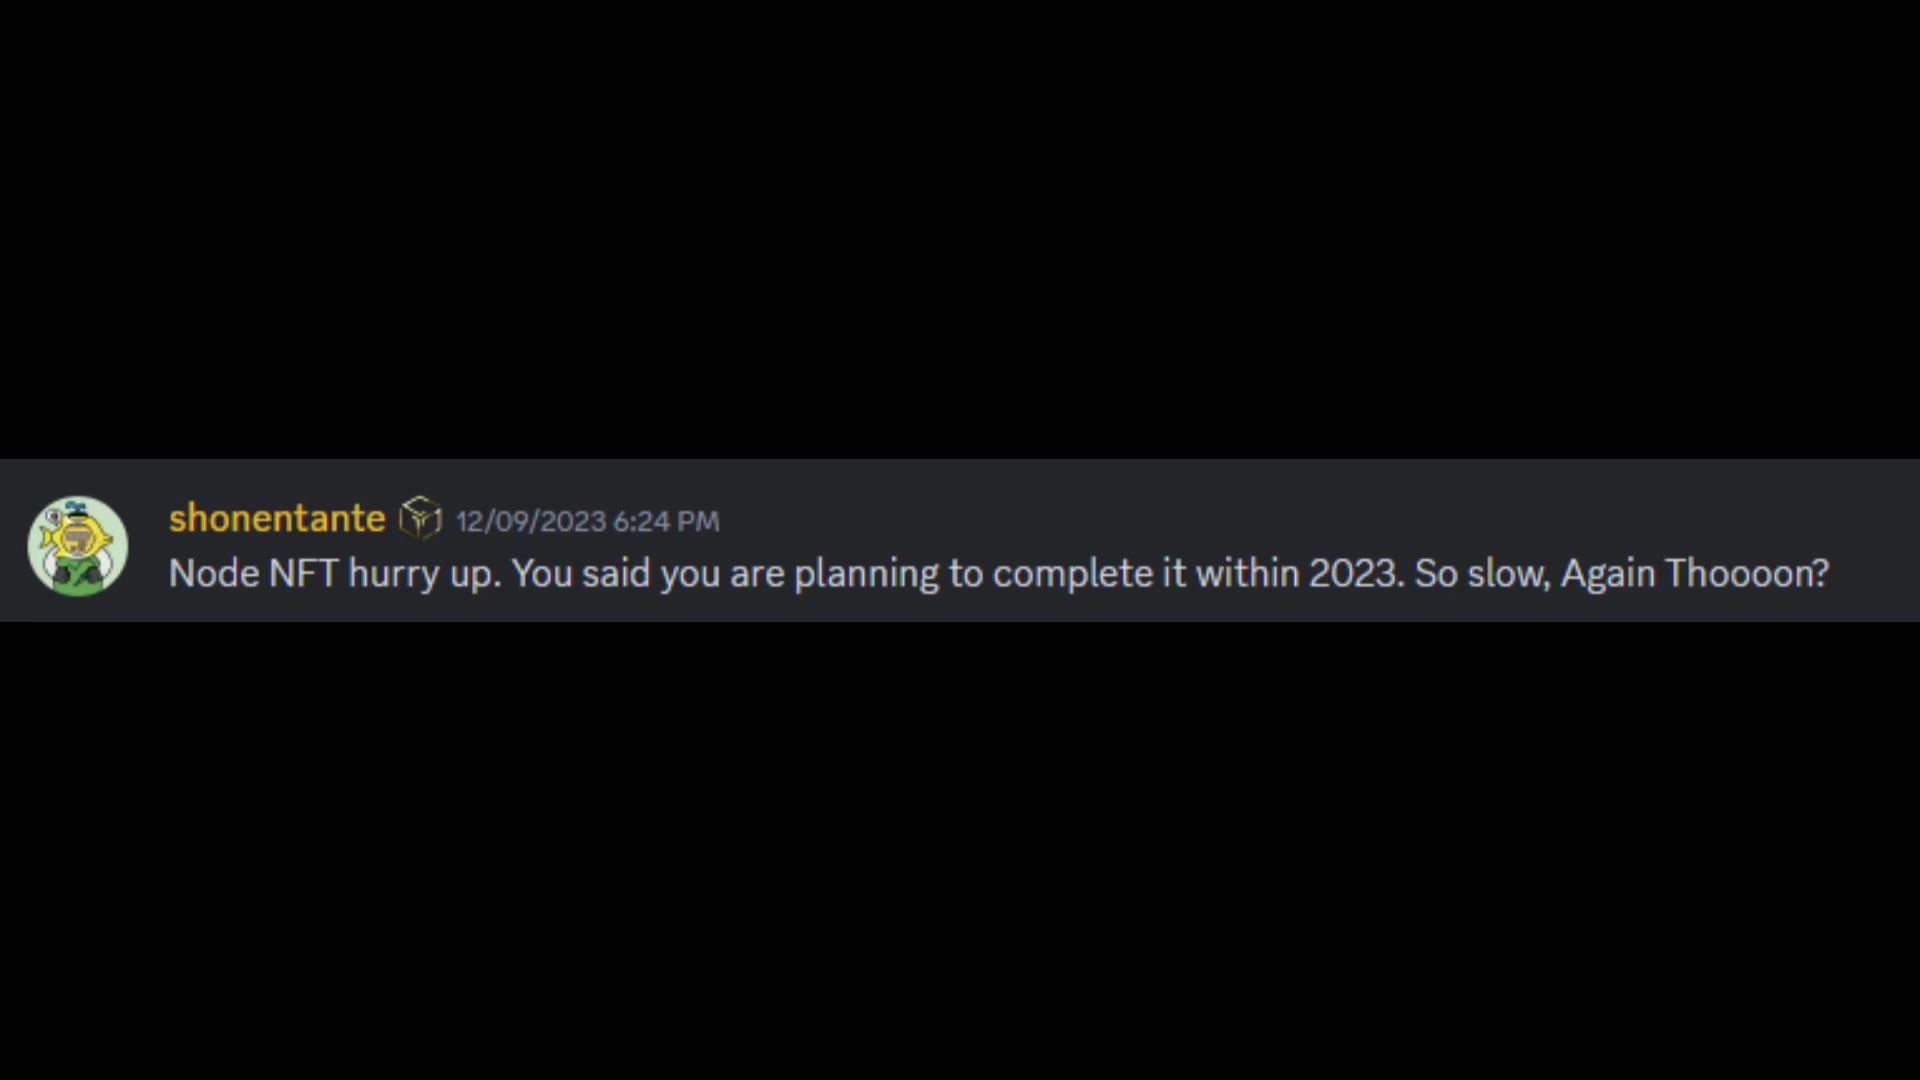 shonentante 12/09/2023 6:24 PM
Node NFT hurry up. You said you are planning to complete it within 2023. So slow, Again Thoooon?